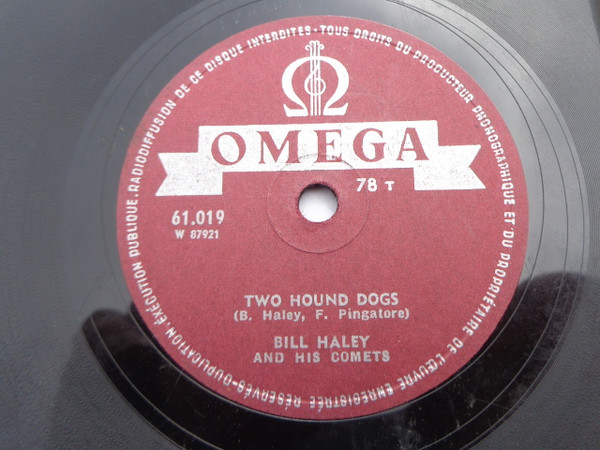 DUPLICATION-EXÉCUTION PUBLIQUE.RADIODIFFUSION DE CE DISQUE INTERDITES·TOUS DROITS DU PRODUCTEUR PHONOGRAPHIQUE ET DU PROPRIÉTAIRE DE L'ŒUVRE ENREGISTRÉE RÉSERVÉS-
OMEGA
78 T
61.019
W 87921
TWO HOUND DOGS
(B. Haley, F. Pingatore)
BILL HALEY
AND HIS COMETS